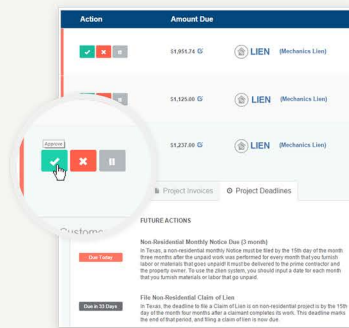 Action Amount Due
$1,951.74 LIEN (Mechanics Lien)
$1,125.00 LIEN (Mechanics Lien)
$1,237.00 LIEN (Mechanics Lien)
Approve
Project Invoices Project Deadlines
Custome
FUTURE ACTIONS
Non-Residential Monthly Notice Due (3 month)
Due Today
In Texas, a non-residential monthly Notice must be filed by the 15th day of the month
three months after the unpaid work was performed for every month that you furnish
labor or materials that goes unpaid! It must be delivered to the prime contractor and
the property owner. To use the zlien system, you should input a date for each month
that you furnish materials or labor that go unpaid.
File Non-Residential Claim of Lien
Due in 33 Days
In Texas, the deadline to file a Claim of Lien is on non-residential project is by the 15th
day of the month four months after a claimant completes its work. This deadline marks
the end of that period, and filing a claim of lien is now due.